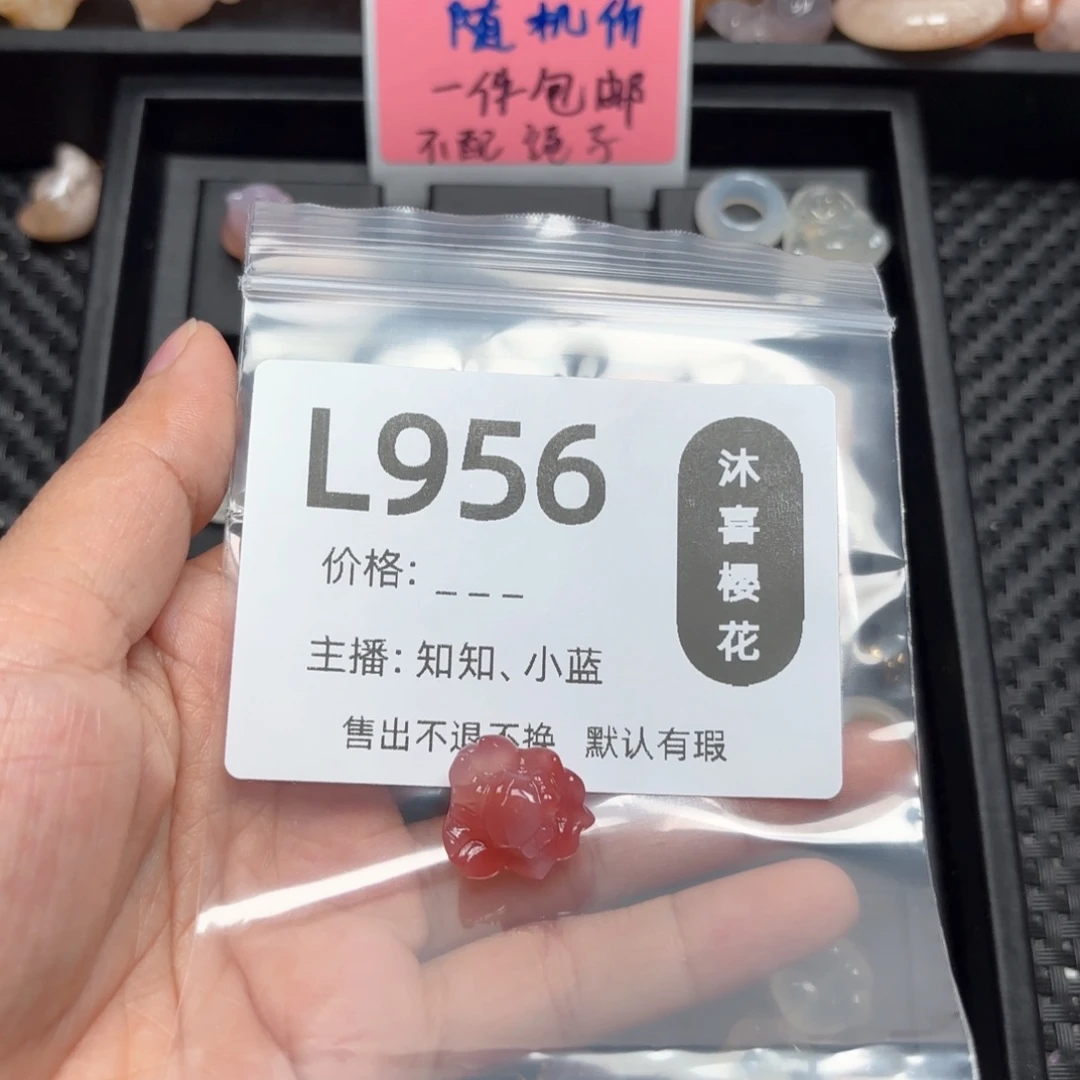 随机价
一件包邮
不配绳子
L956
沐喜樱花
价格: _ _ _
主播: 知知、小蓝
售出不退不换 默认有瑕